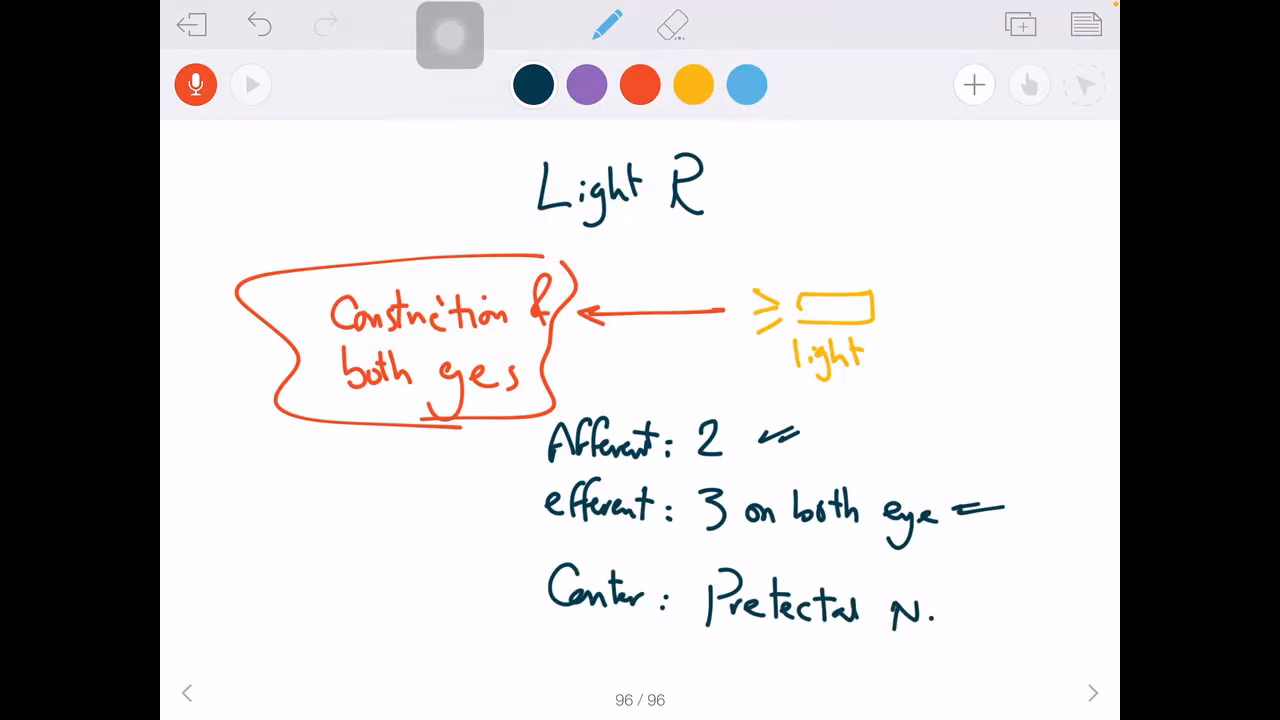 Light R
Constriction of
both eyes
light
Afferent: 2
efferent: 3 on both eye
Center: Pretectal N.
96 / 96